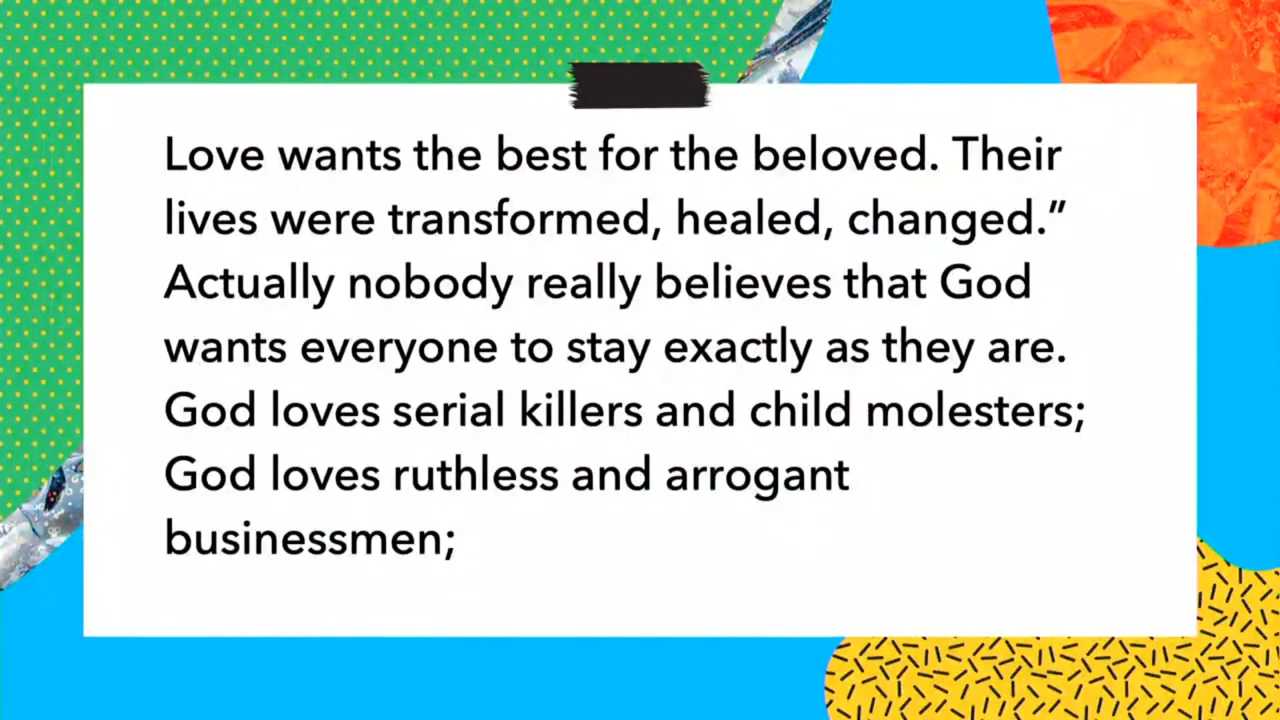 Love wants the best for the beloved. Their
lives were transformed, healed, changed.”
Actually nobody really believes that God
wants everyone to stay exactly as they are.
God loves serial killers and child molesters;
God loves ruthless and arrogant
businessmen;